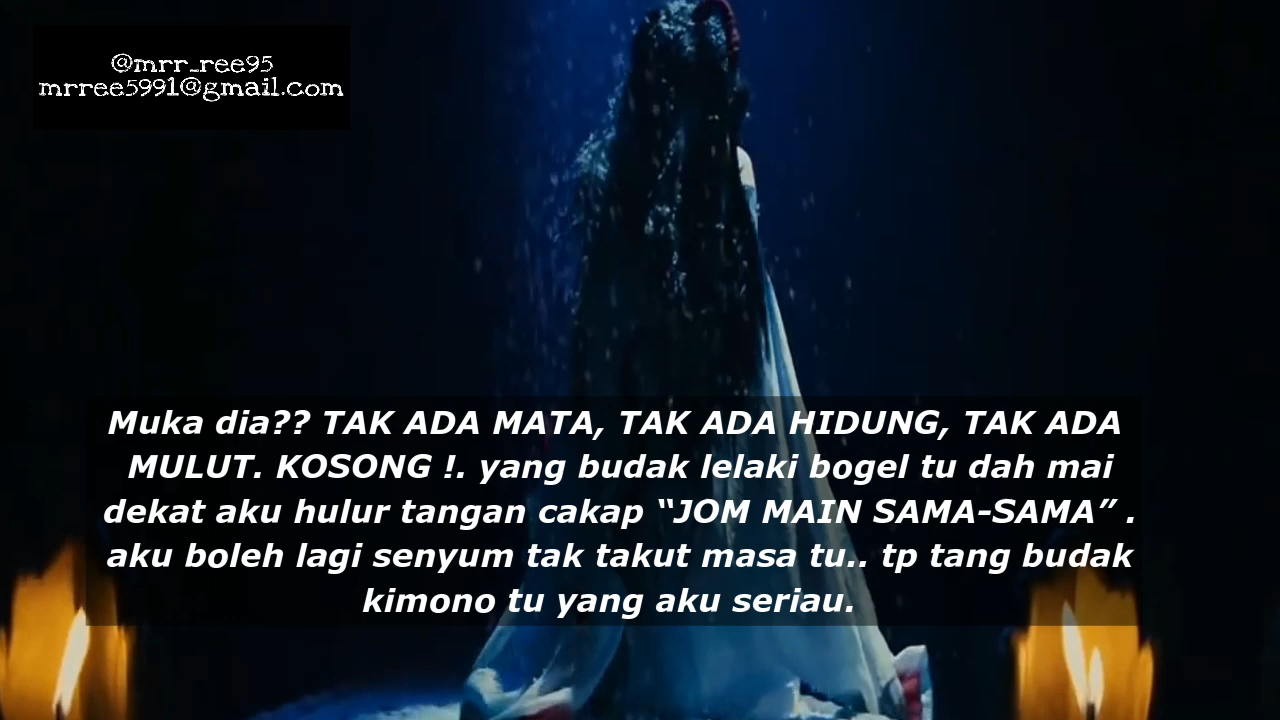 @mrr_ree95
mrree5991@gmail.com
Muka dia?? TAK ADA MATA, TAK ADA HIDUNG, TAK ADA
MULUT. KOSONG !. yang budak lelaki bogel tu dah mai
dekat aku hulur tangan cakap “JOM MAIN SAMA-SAMA” .
aku boleh lagi senyum tak takut masa tu.. tp tang budak
kimono tu yang aku seriau.